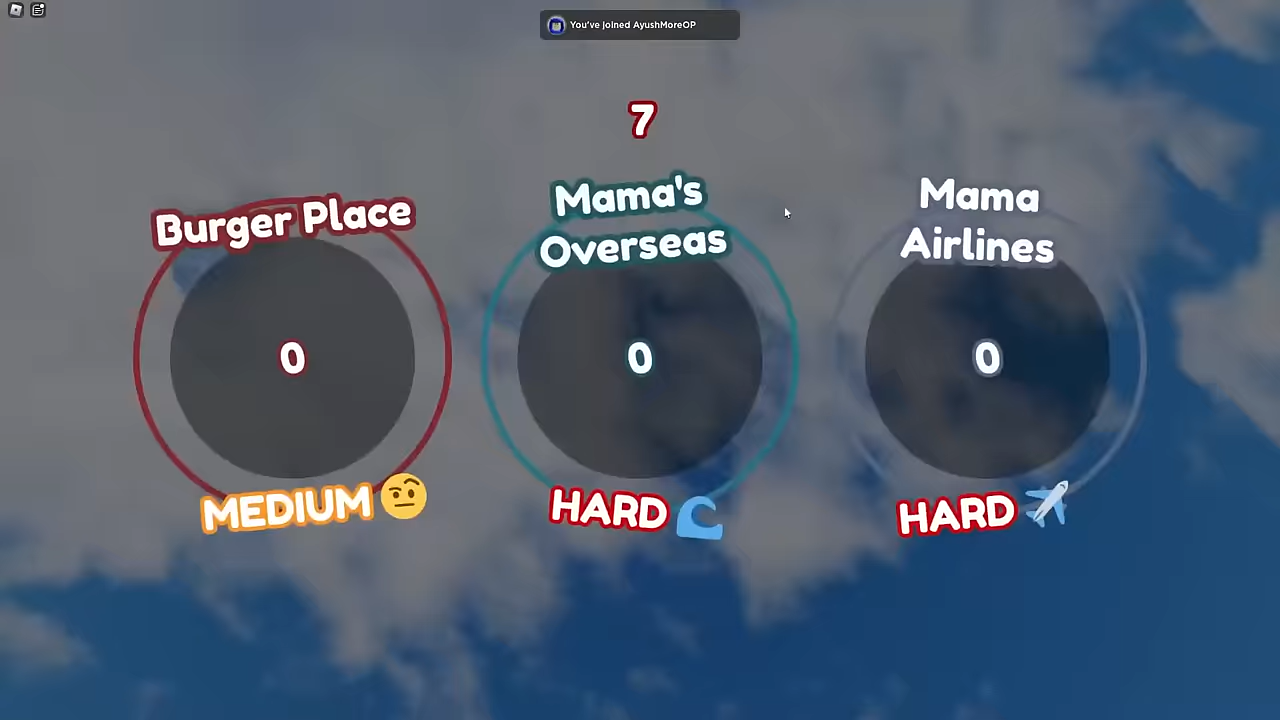 You've joined AyushMoreOP
7
Burger Place
0
MEDIUM 🤨
Mama's
Overseas
0
HARD 🌊
Mama
Airlines
0
HARD ✈️